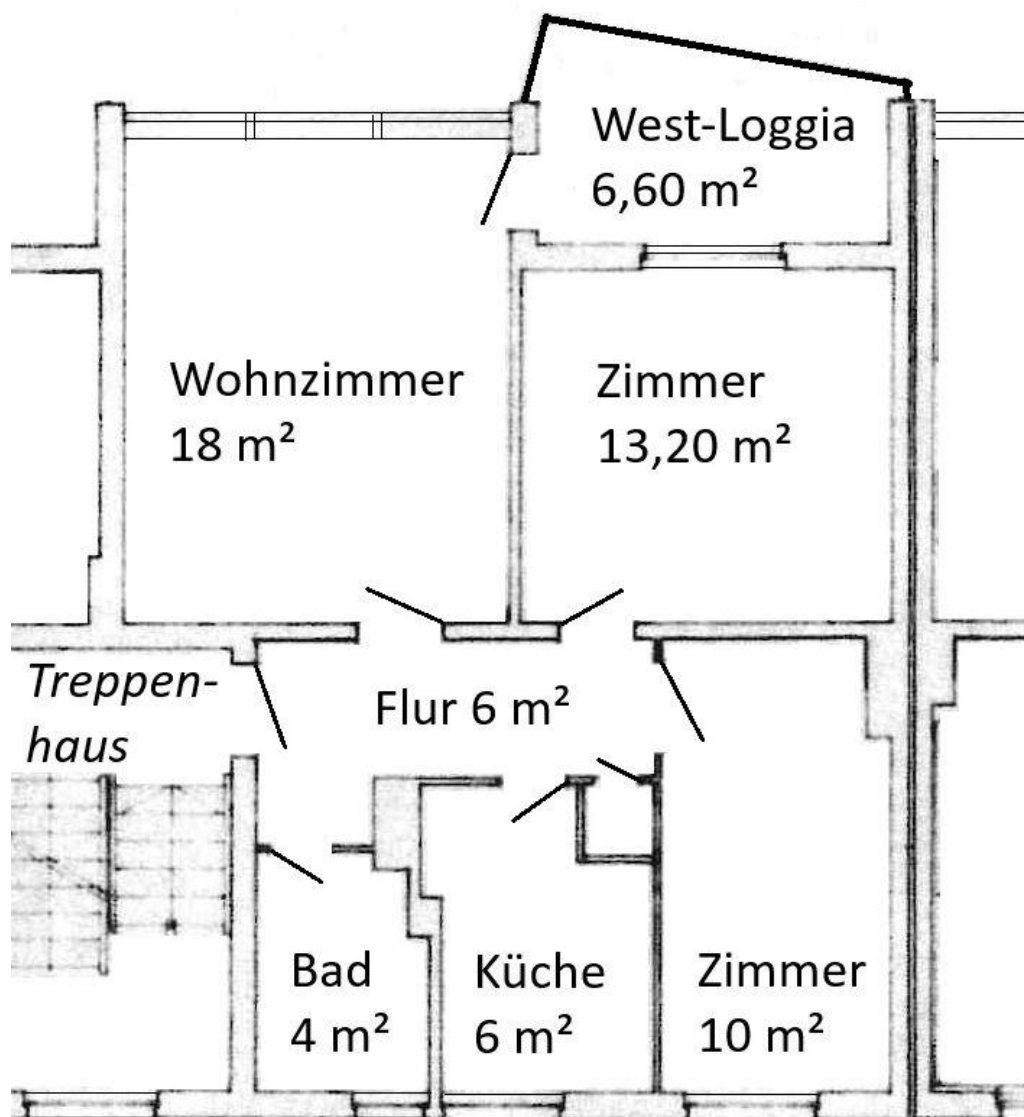 West-Loggia
6,60 m²
Wohnzimmer
18 m²
Zimmer
13,20 m²
Treppen-
haus
Flur 6 m²
Bad
4 m²
Küche
6 m²
Zimmer
10 m²